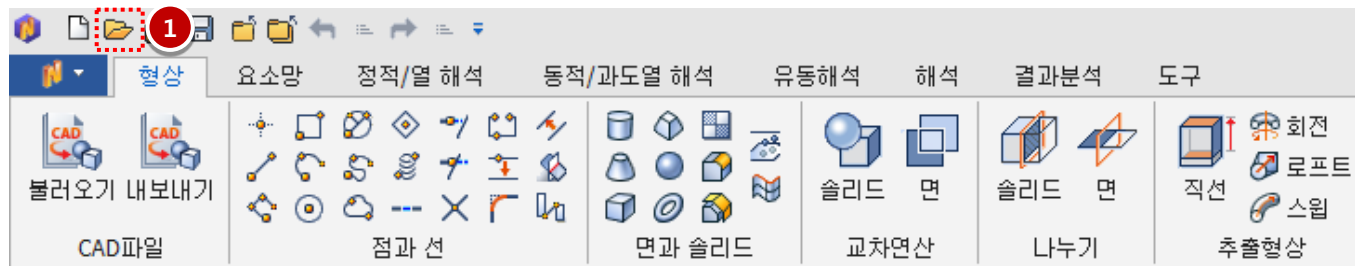 1
형상 요소망 정적/열 해석 동적/과도열 해석 유동해석 해석 결과분석 도구
CAD CAD
불러오기 내보내기 솔리드 면 솔리드 면 직선 회전
로프트
스윕
CAD파일 점과 선 면과 솔리드 교차연산 나누기 추출형상